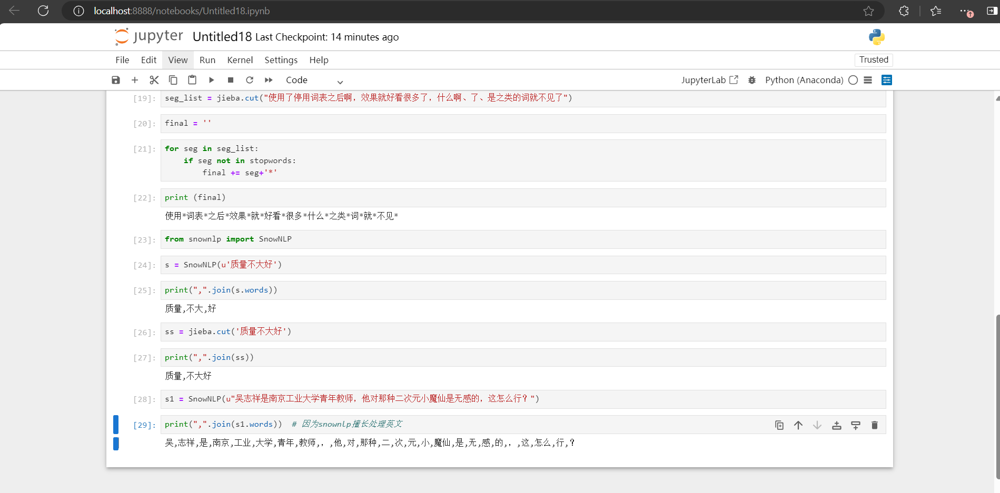 localhost:8888/notebooks/Untitled18.ipynb
jupyter Untitled18 Last Checkpoint: 14 minutes ago
File Edit View Run Kernel Settings Help Trusted
Code JupyterLab Python (Anaconda)
[19]: seg_list = jieba.cut("使用了停用词表之后啊，效果就好看很多了，什么啊、了、是之类的词就不见了")
[20]: final = ''
[21]: for seg in seg_list:
if seg not in stopwords:
final += seg+'*'
[22]: print (final)
使用*词表*之后*效果*就*好看*很多*什么*之类*词*就*不见*
[23]: from snownlp import SnowNLP
[24]: s = SnowNLP(u'质量不大好')
[25]: print(",".join(s.words))
质量,不大,好
[26]: ss = jieba.cut('质量不大好')
[27]: print(",".join(ss))
质量,不大好
[28]: s1 = SnowNLP(u"吴志祥是南京工业大学青年教师，他对那种二次元小魔仙是无感的，这怎么行？")
[29]: print(",".join(s1.words)) # 因为snownlp擅长处理英文
吴,志祥,是,南京,工业,大学,青年,教师,，,他,对,那种,二,次,元,小,魔仙,是,无,感,的,，,这,怎么,行,？